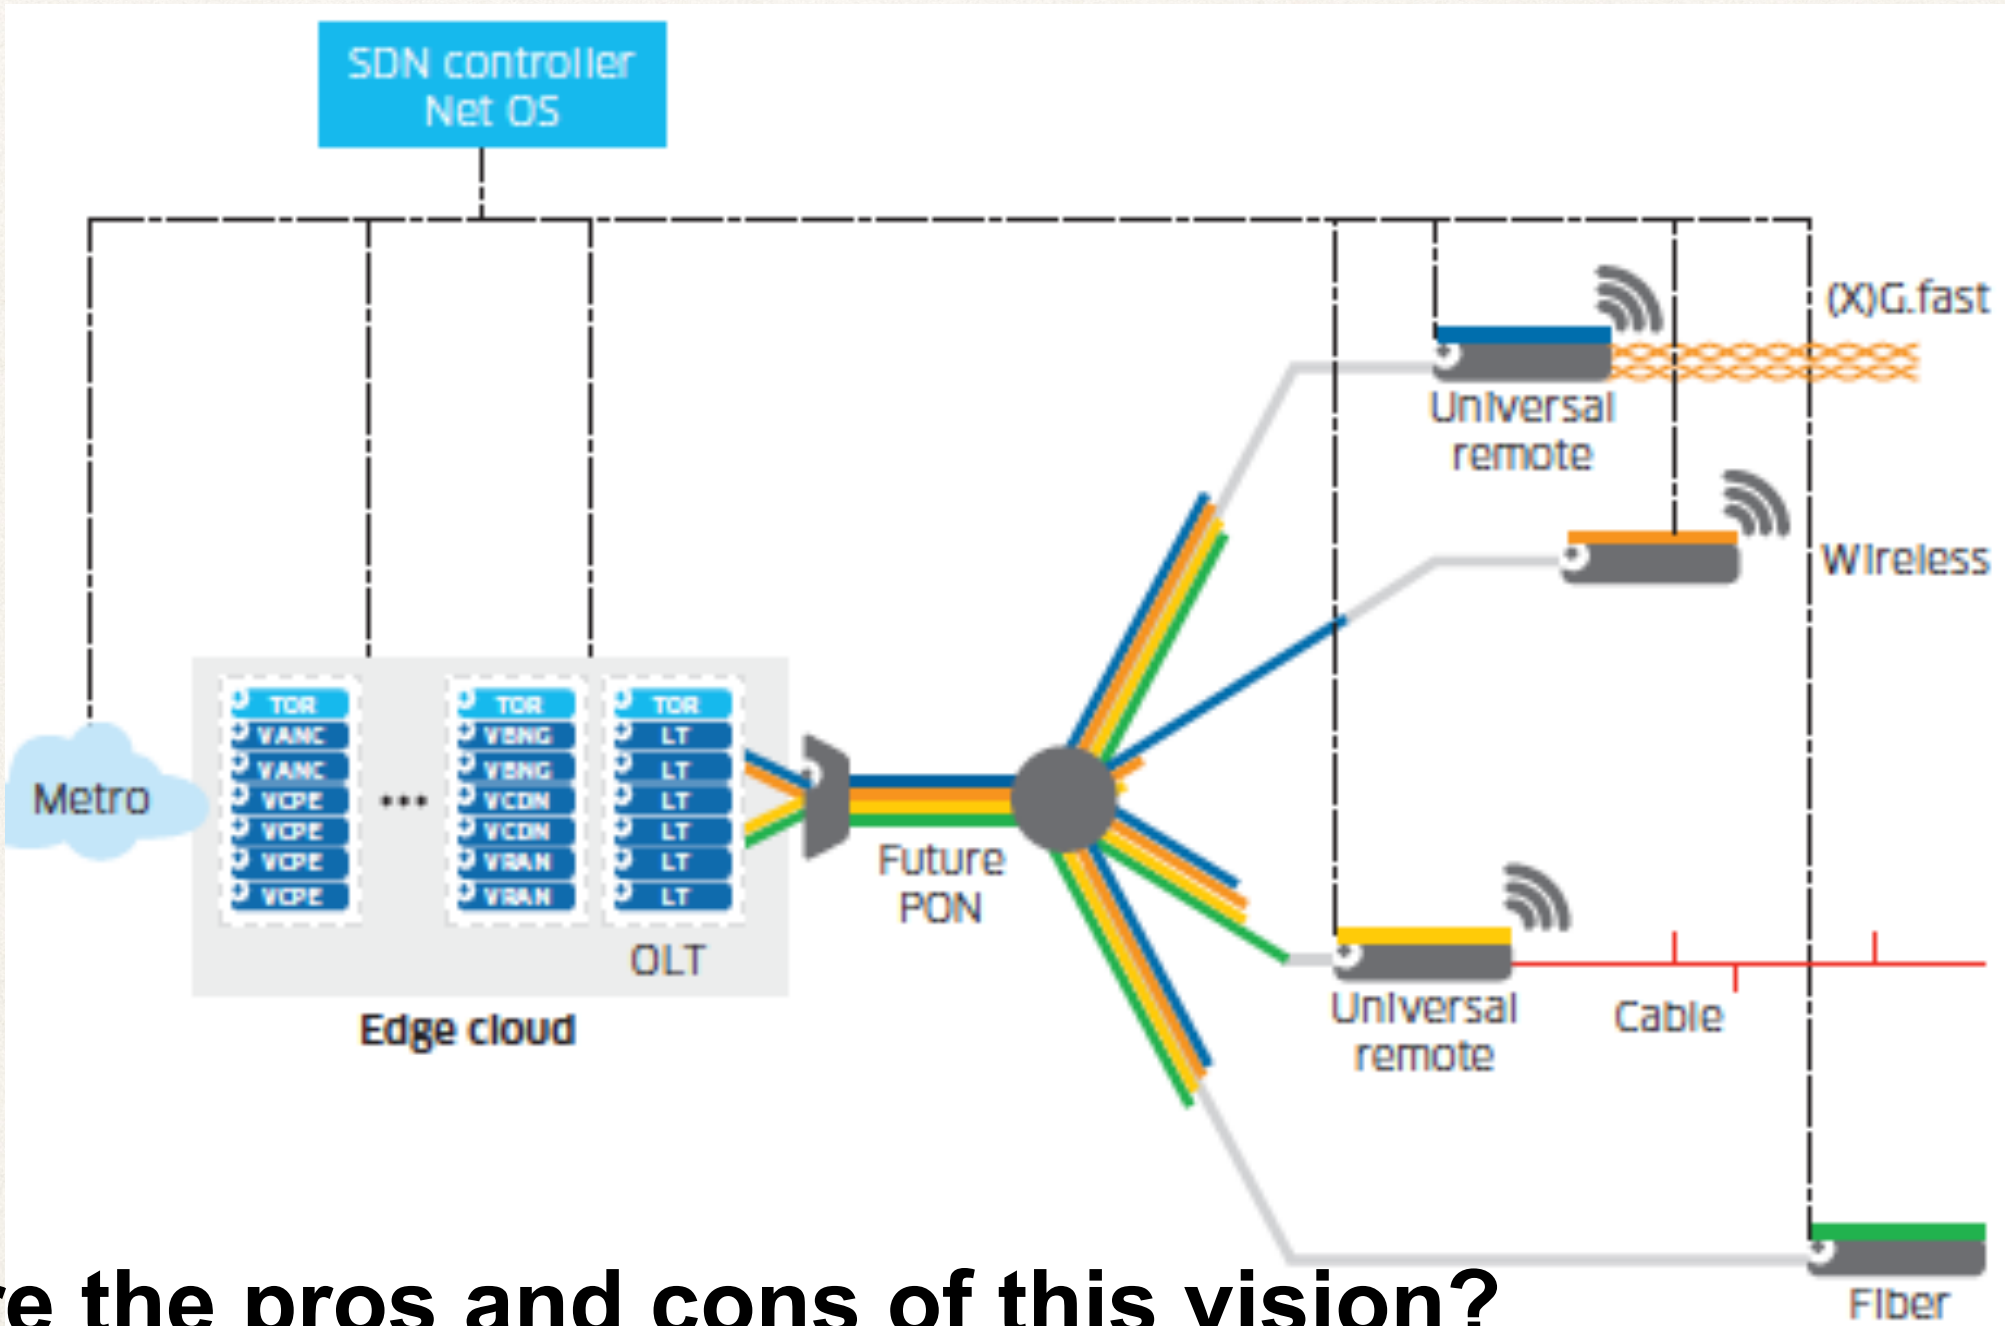 SDN controller
Net OS
(X)G.fast
Universal
remote
Wireless
Metro
TOR
VANC
VANC
VCPE
VCPE
VCPE
VCPE
...
TOR
VBNG
VBNG
VCDN
VCDN
VRAN
VRAN
TOR
LT
LT
LT
LT
LT
LT
OLT
Edge cloud
Future
PON
Universal
remote
Cable
re the pros and cons of this vision?
Fiber